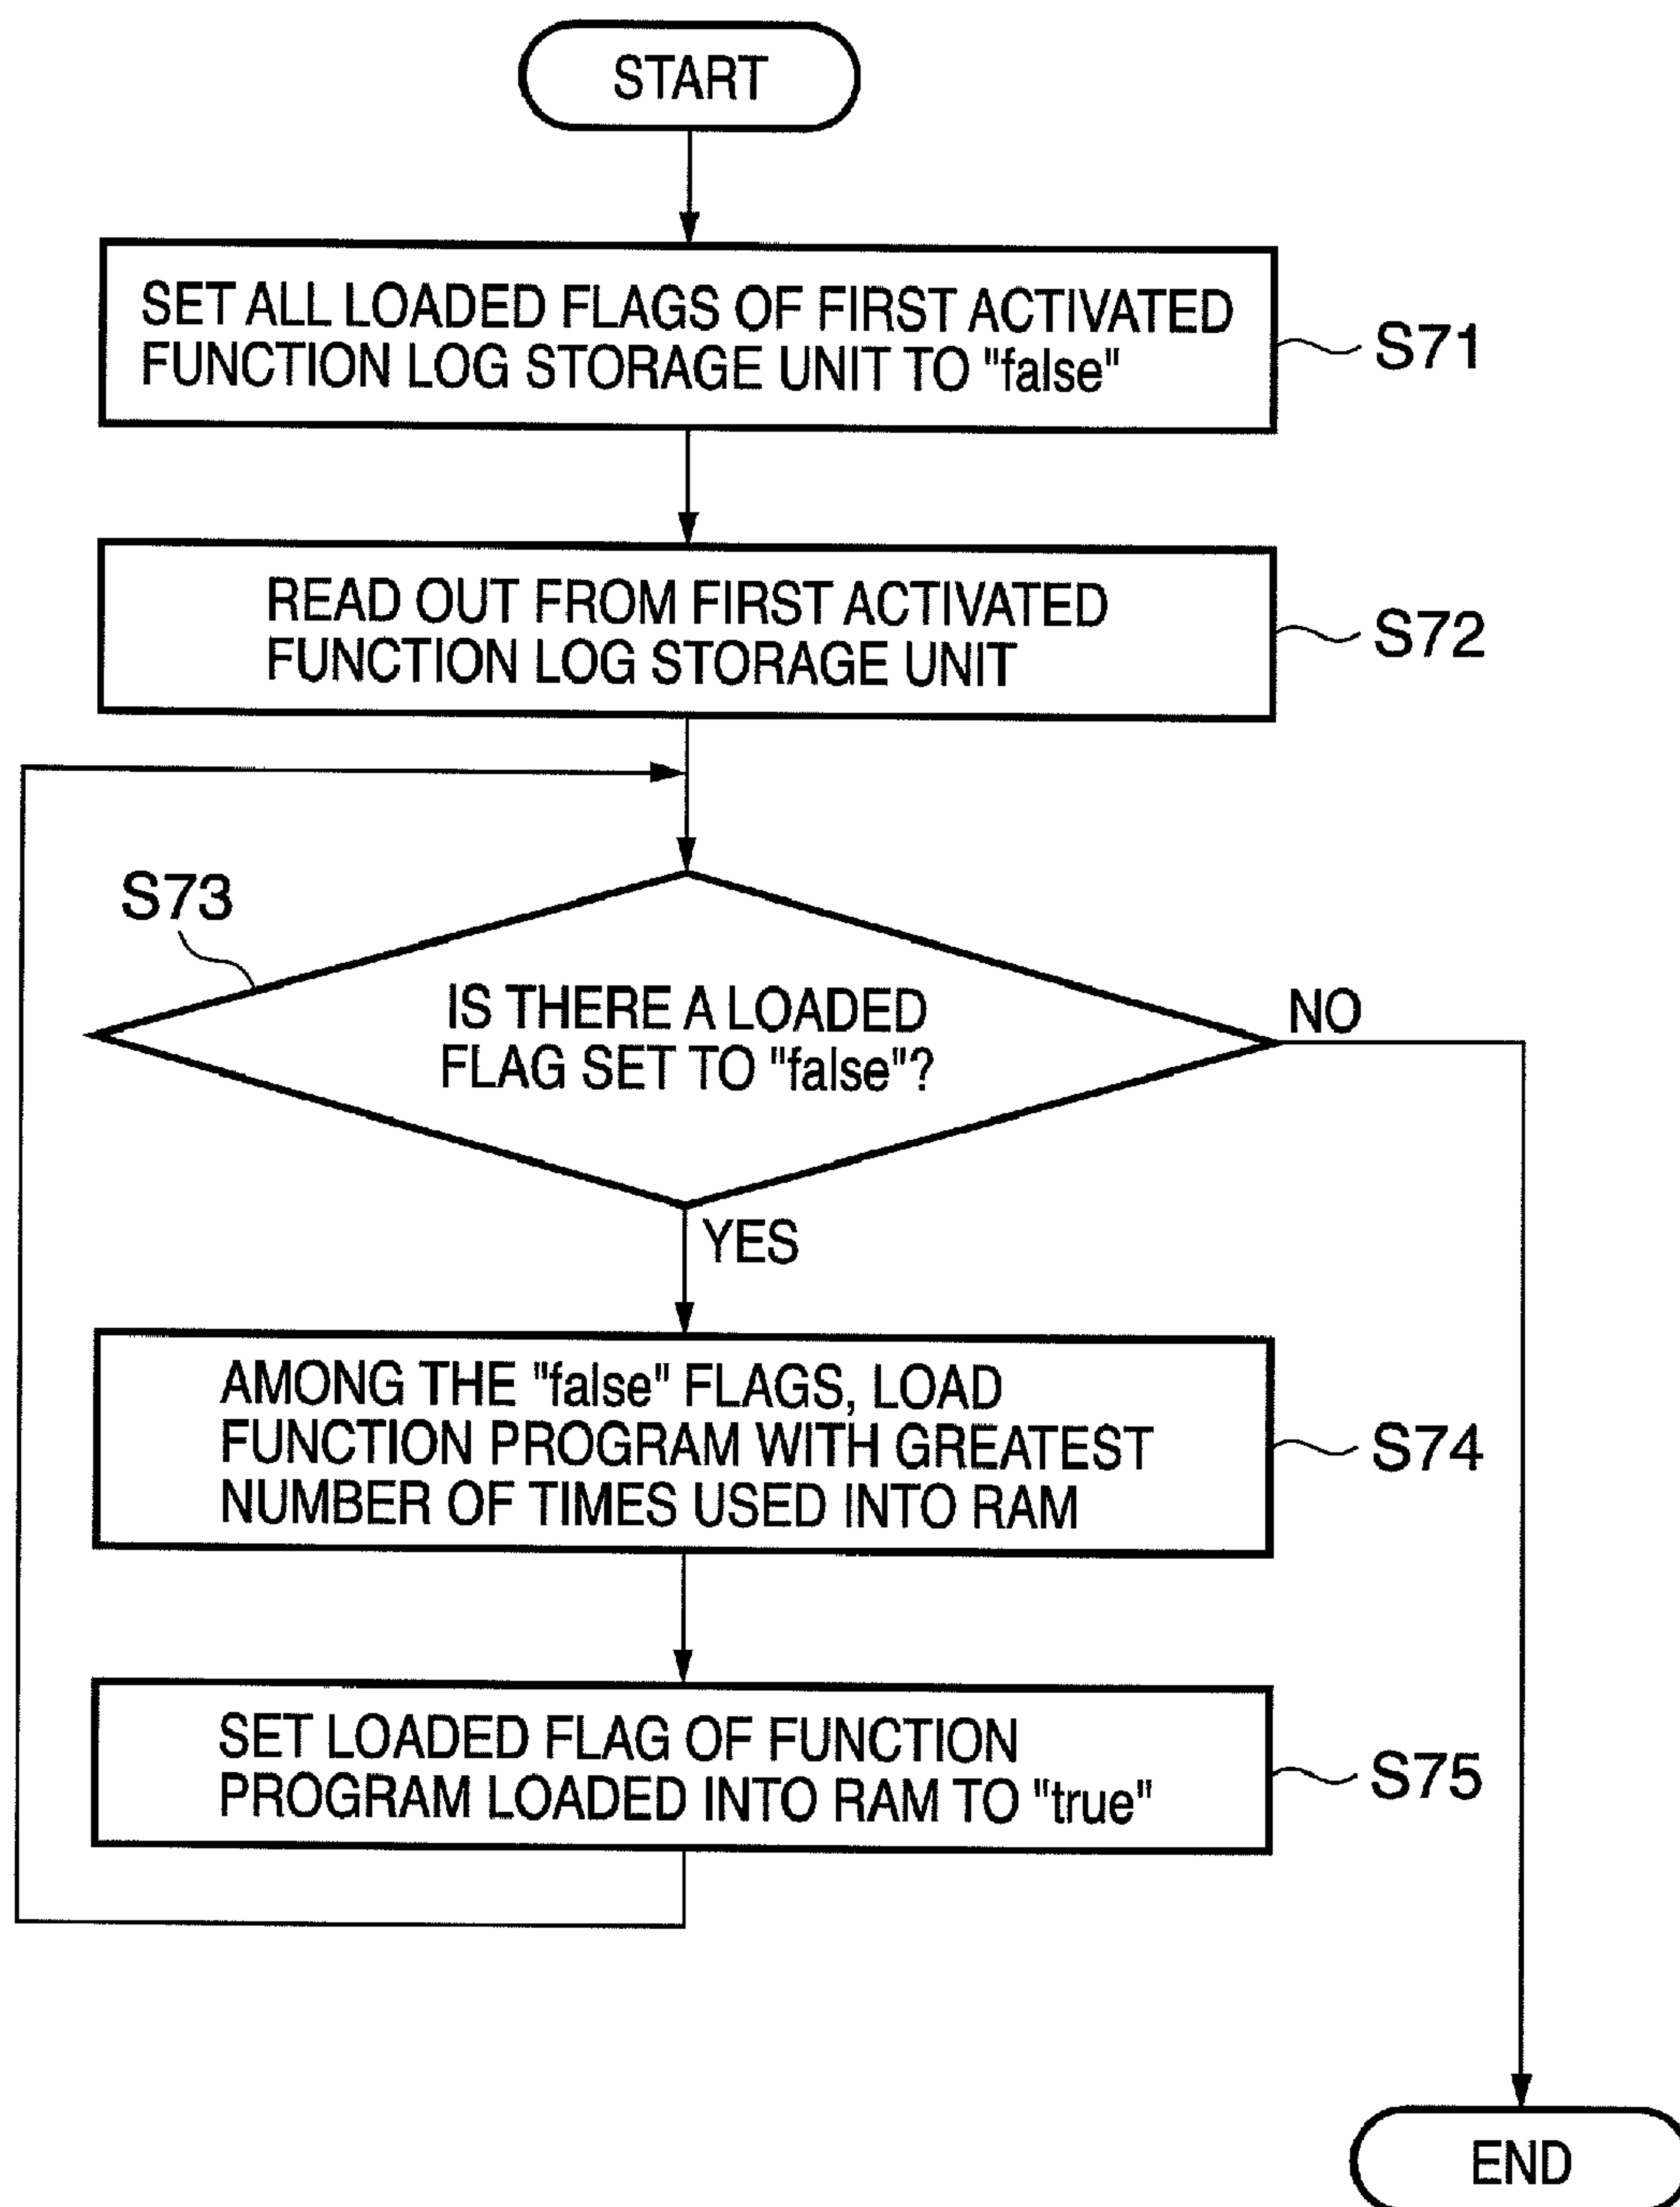 START
SET ALL LOADED FLAGS OF FIRST ACTIVATED
FUNCTION LOG STORAGE UNIT TO "false"
S71
READ OUT FROM FIRST ACTIVATED
FUNCTION LOG STORAGE UNIT
S72
S73
IS THERE A LOADED
FLAG SET TO "false"?
NO
YES
AMONG THE "false" FLAGS, LOAD
FUNCTION PROGRAM WITH GREATEST
NUMBER OF TIMES USED INTO RAM
S74
SET LOADED FLAG OF FUNCTION
PROGRAM LOADED INTO RAM TO "true"
S75
END